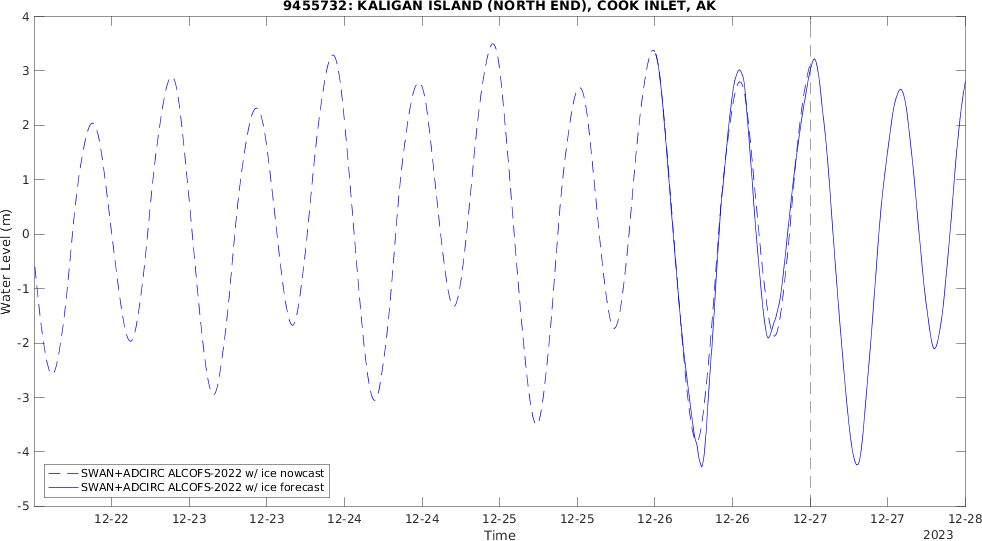 9455732: KALIGAN ISLAND (NORTH END), COOK INLET, AK
4
3
2
1
0
-1
-2
-3
-4
-5
Water Level (m)
SWAN+ADCIRC ALCOFS-2022 w/ ice nowcast
SWAN+ADCIRC ALCOFS-2022 w/ ice forecast
12-22 12-23 12-23 12-24 12-24 12-25 12-25 12-26 12-26 12-27 12-27 12-28
Time
2023